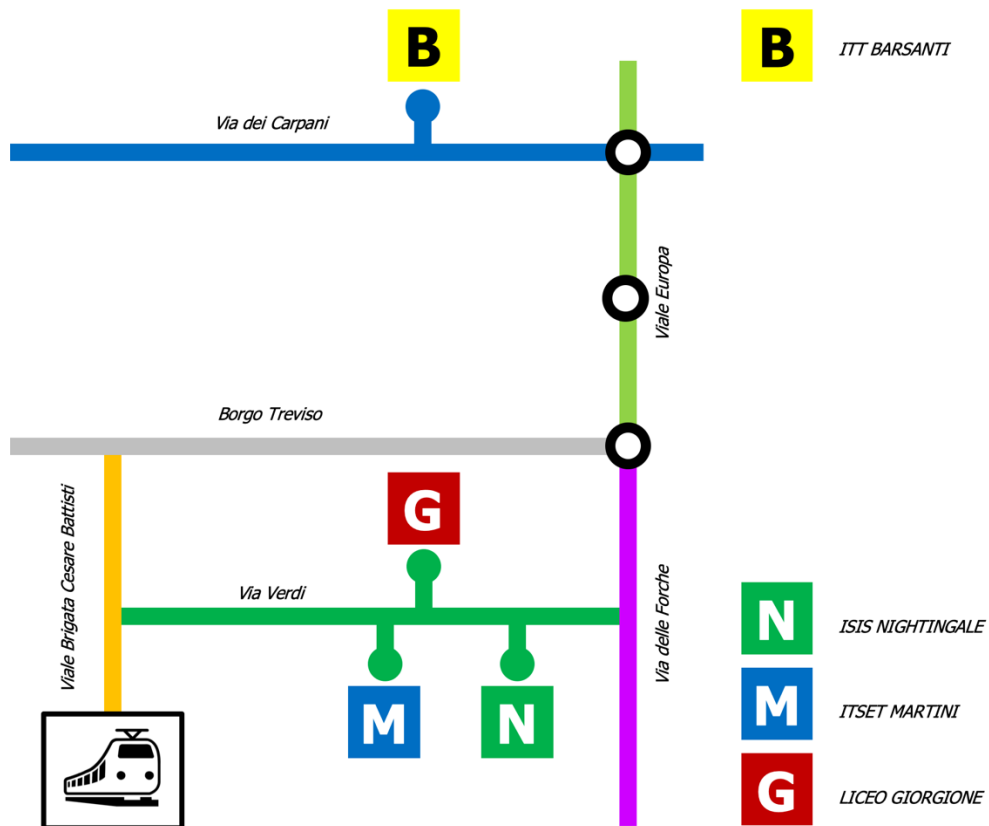 B
B
ITT BARSANTI
Via dei Carpani
Viale Europa
Borgo Treviso
G
Viale Brigata Cesare Battisti
Via Verdi
Via delle Forche
N
ISIS NIGHTINGALE
M
N
M
ITSET MARTINI
G
LICEO GIORGIONE